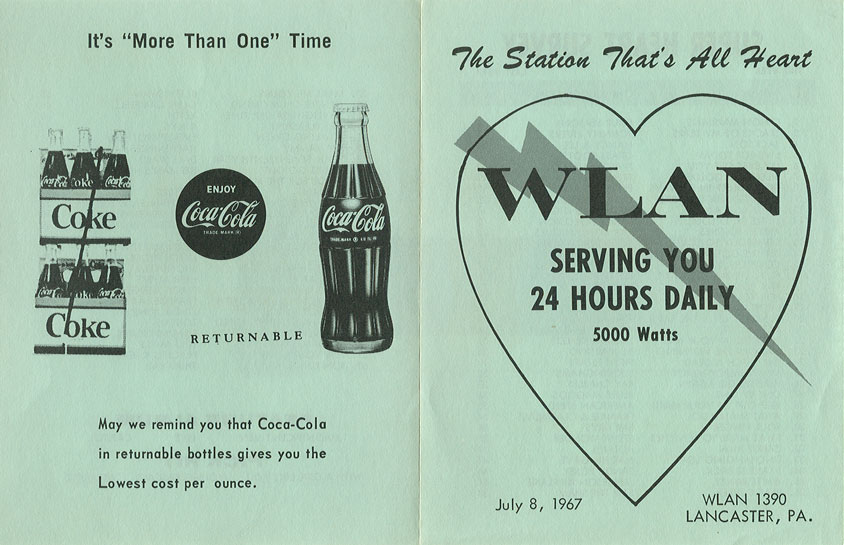 It's "More Than One" Time
Coke
Coke
ENJOY
Coca-Cola
TRADE MARK (R)
Coca-Cola
RETURNABLE
May we remind you that Coca-Cola
in returnable bottles gives you the
Lowest cost per ounce.
The Station That's All Heart
WLAN
SERVING YOU
24 HOURS DAILY
5000 Watts
July 8, 1967
WLAN 1390
LANCASTER, PA.